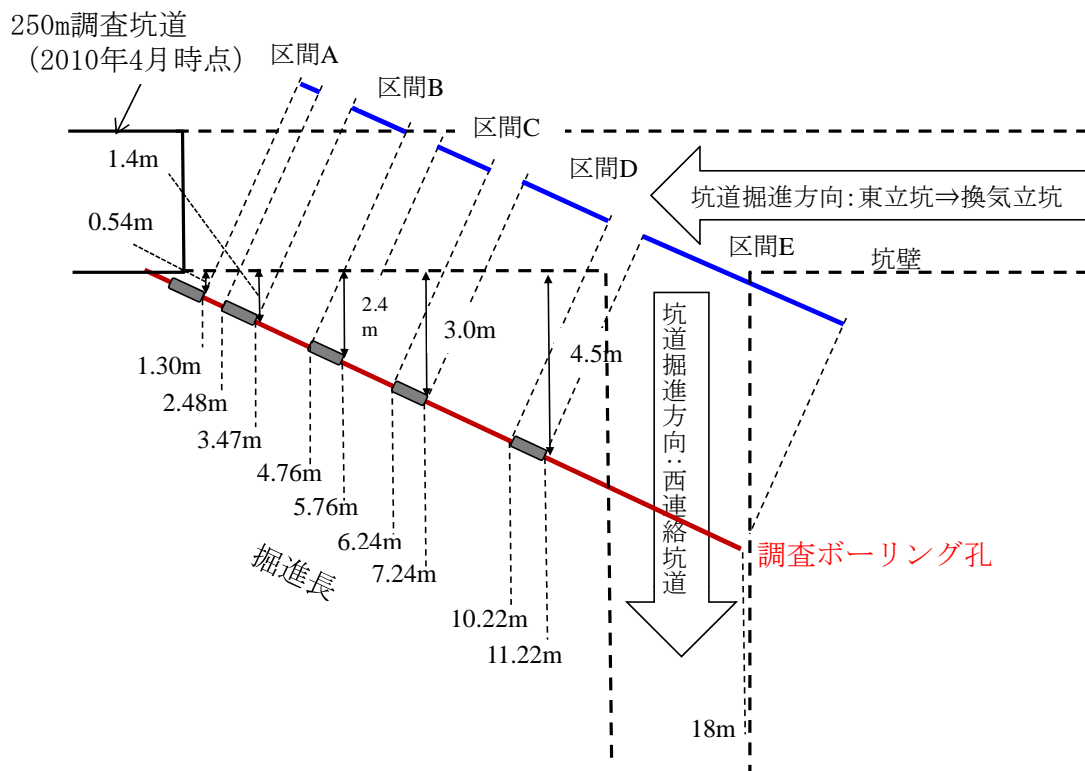 250m調査坑道
（2010年4月時点）
区間A
区間B
区間C
区間D
区間E
1.4m
0.54m
坑道掘進方向：東立坑⇒換気立坑
坑壁
2.4
m
3.0m
4.5m
坑道掘進方向：西連絡坑道
1.30m
2.48m
3.47m
4.76m
5.76m
6.24m
7.24m
10.22m
11.22m
掘進長
調査ボーリング孔
18m